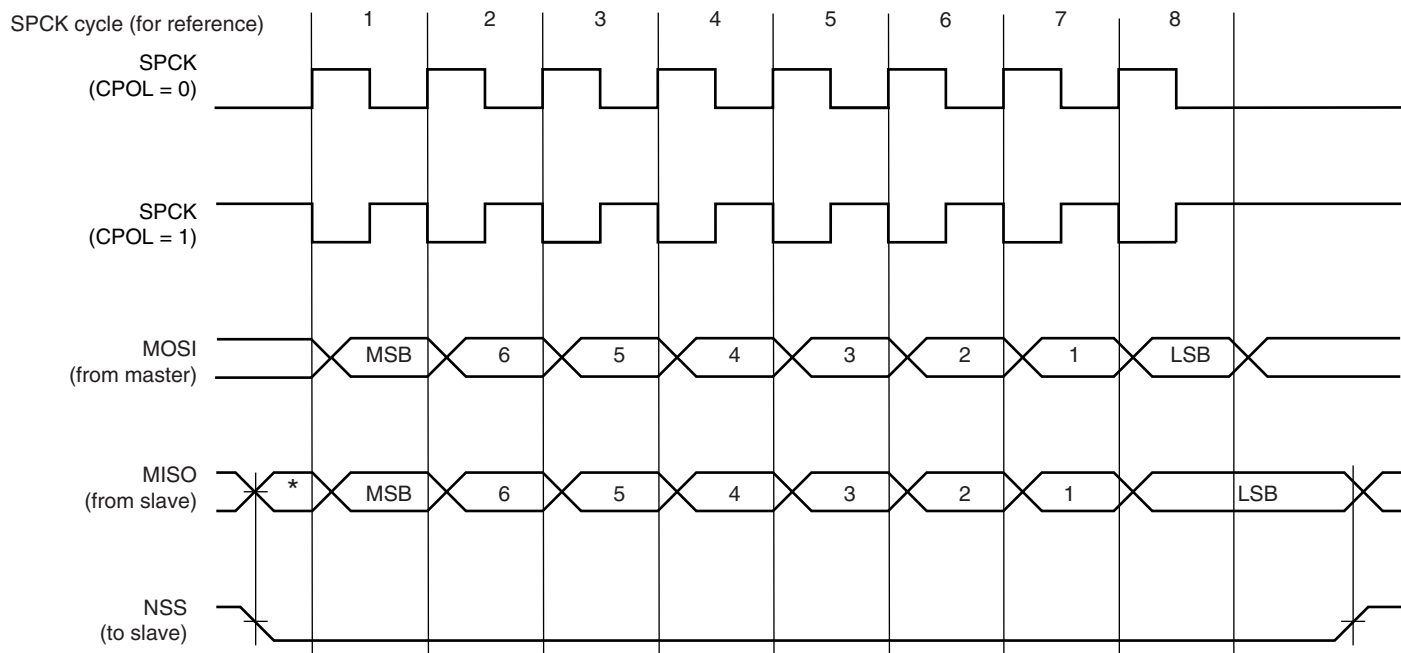 SPCK cycle (for reference)
1 2 3 4 5 6 7 8
SPCK
(CPOL = 0)
SPCK
(CPOL = 1)
MOSI
(from master)
MSB 6 5 4 3 2 1 LSB
MISO
(from slave)
* MSB 6 5 4 3 2 1 LSB
NSS
(to slave)